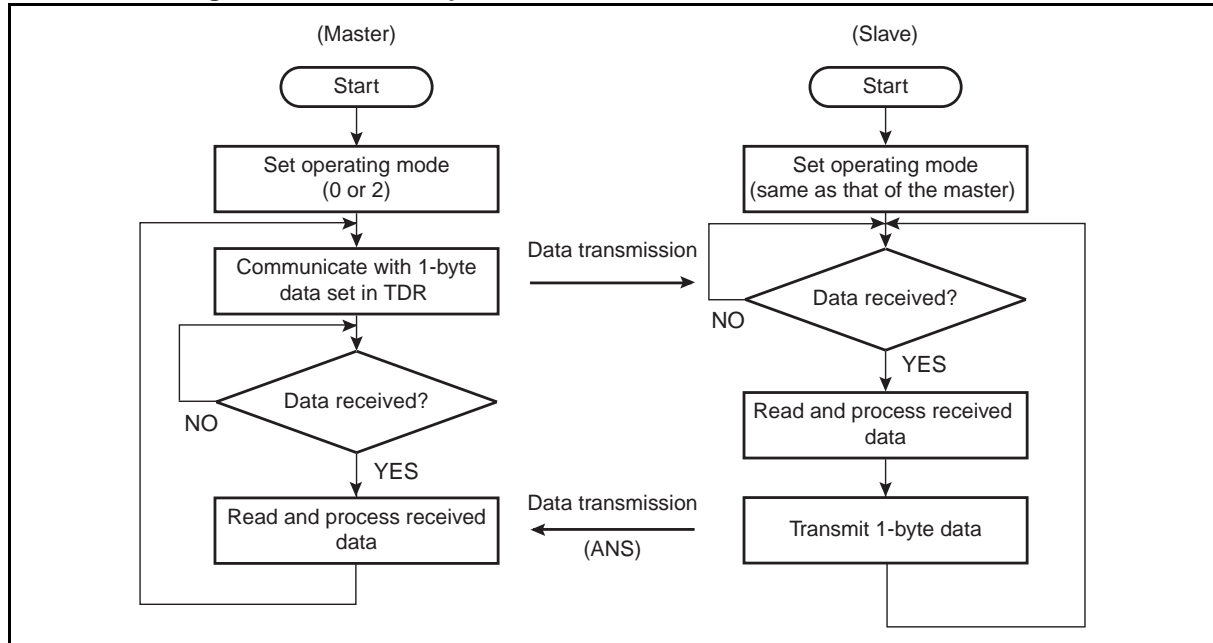 (Master)
Start
Set operating mode
(0 or 2)
Communicate with 1-byte
data set in TDR
Data received?
NO
YES
Read and process received
data
Data transmission
Data transmission
(ANS)
(Slave)
Start
Set operating mode
(same as that of the master)
Data received?
NO
YES
Read and process received
data
Transmit 1-byte data